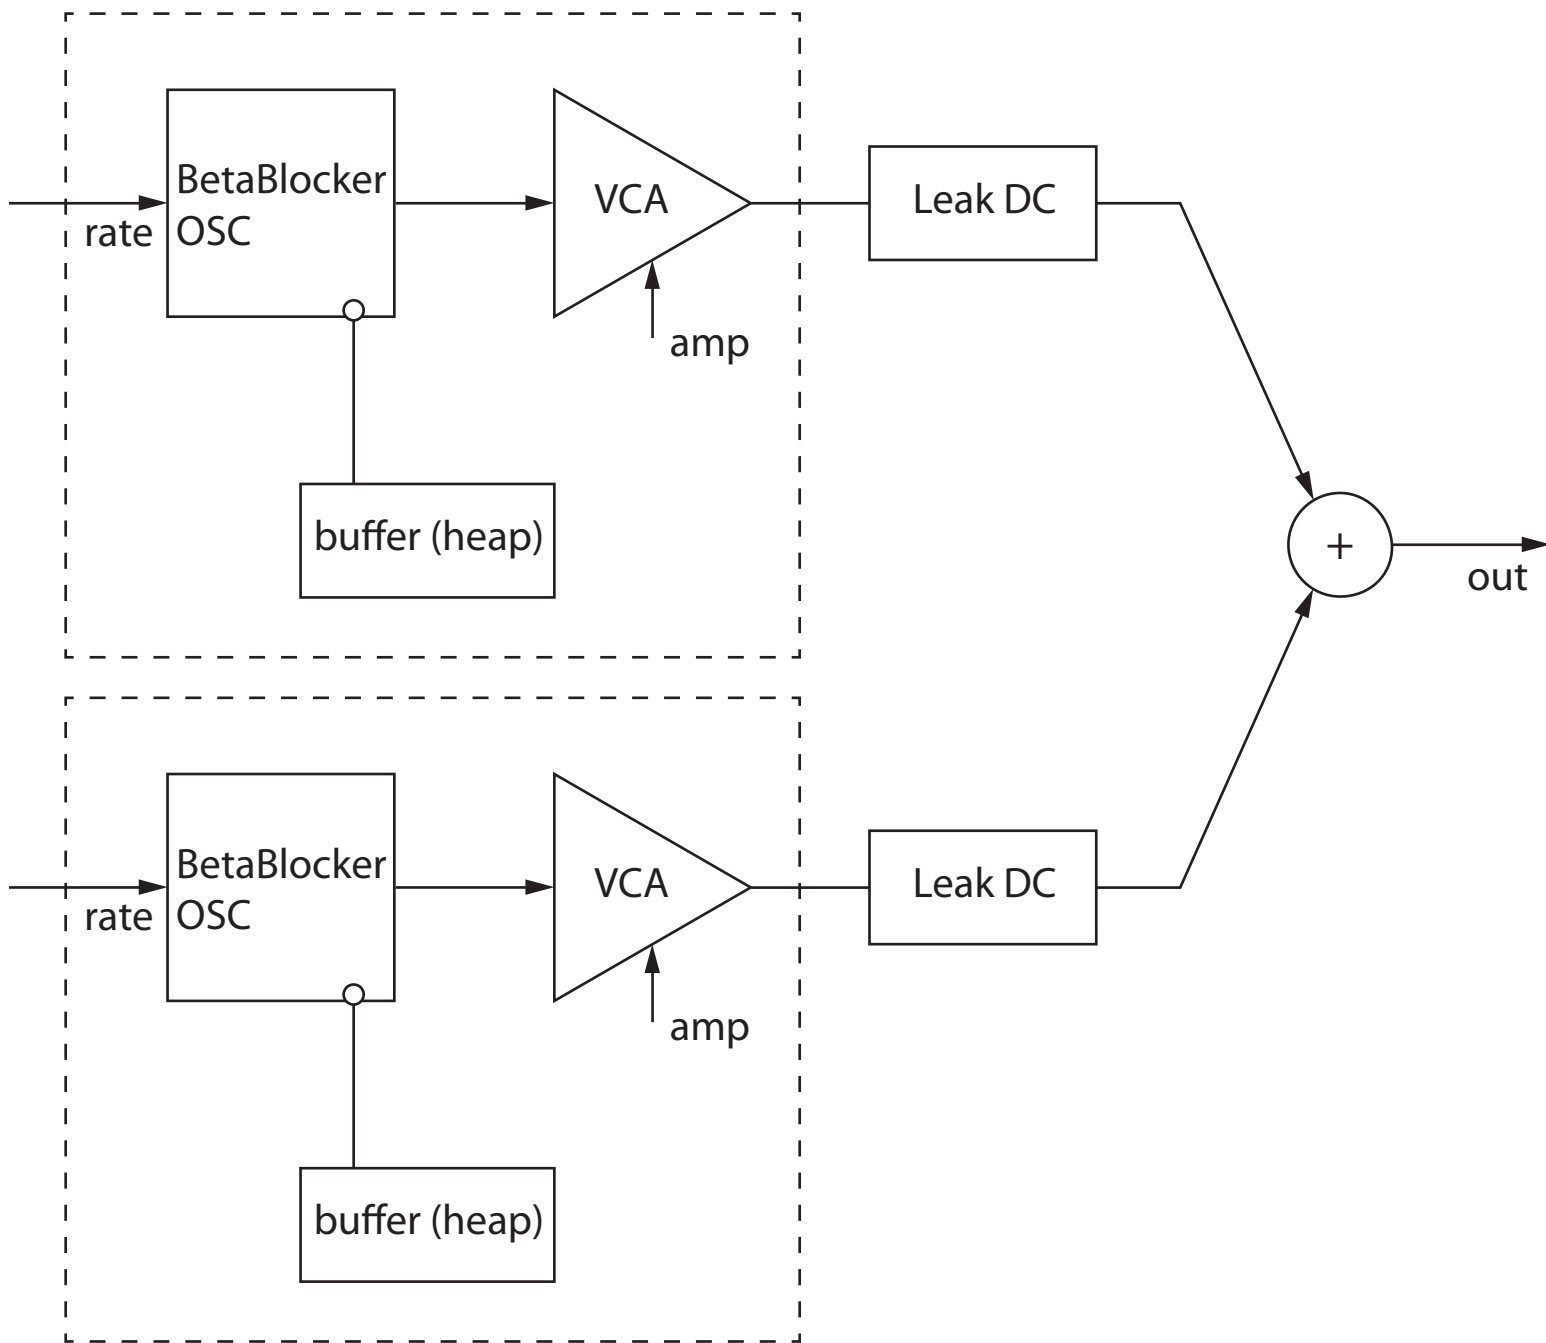 BetaBlocker
OSC
rate
VCA
amp
Leak DC
buffer (heap)
+
out
BetaBlocker
OSC
rate
VCA
amp
Leak DC
buffer (heap)